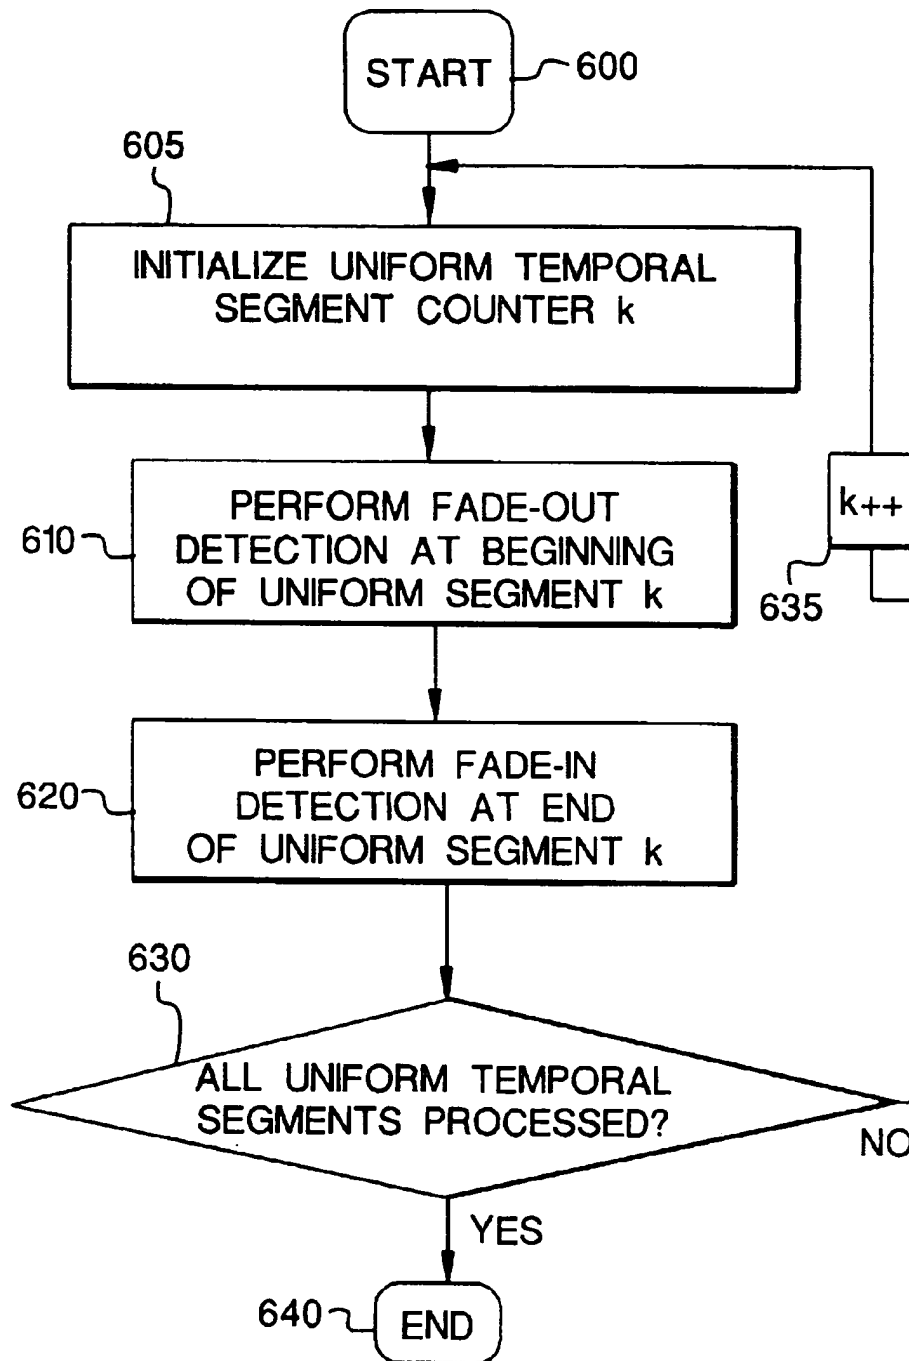 START
600
605
INITIALIZE UNIFORM TEMPORAL
SEGMENT COUNTER k
610
PERFORM FADE-OUT
DETECTION AT BEGINNING
OF UNIFORM SEGMENT k
k++
635
620
PERFORM FADE-IN
DETECTION AT END
OF UNIFORM SEGMENT k
630
ALL UNIFORM TEMPORAL
SEGMENTS PROCESSED?
NO
YES
640
END